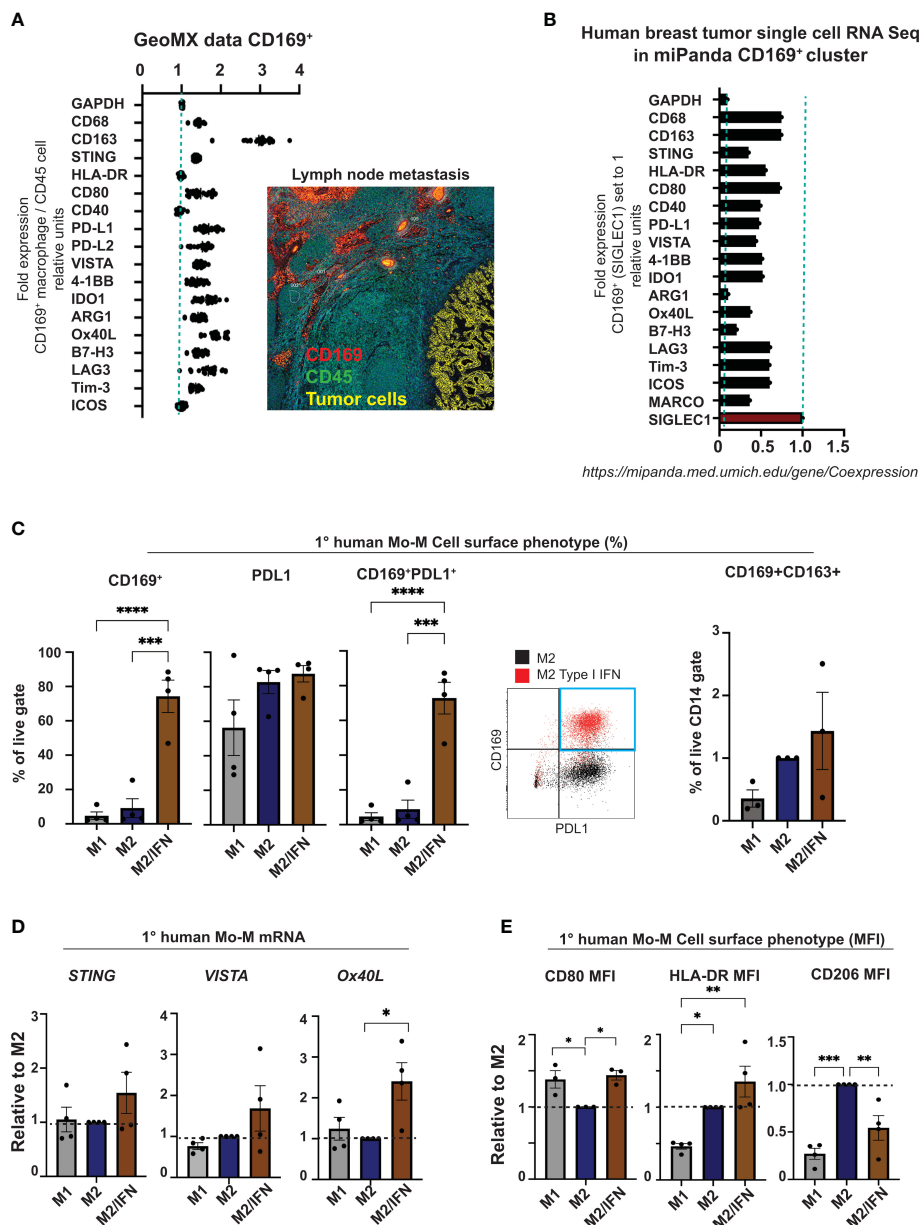 A
GeoMX data CD169⁺
0 1 2 3 4
Fold expression
CD169⁺ macrophage / CD45 cell
relative units
GAPDH
CD68
CD163
STING
HLA-DR
CD80
CD40
PD-L1
PD-L2
VISTA
4-1BB
IDO1
ARG1
Ox40L
B7-H3
LAG3
Tim-3
ICOS
Lymph node metastasis
CD169
CD45
Tumor cells
B
Human breast tumor single cell RNA Seq
in miPanda CD169⁺ cluster
Fold expression
CD169⁺ (SIGLEC1) set to 1
relative units
GAPDH
CD68
CD163
STING
HLA-DR
CD80
CD40
PD-L1
VISTA
4-1BB
IDO1
ARG1
Ox40L
B7-H3
LAG3
Tim-3
ICOS
MARCO
SIGLEC1
0 0.5 1.0 1.5
https://mipanda.med.umich.edu/gene/Coexpression
C
1° human Mo-M Cell surface phenotype (%)
CD169⁺
PDL1
CD169⁺PDL1⁺
CD169+CD163+
**** ***
**** ***
% of live gate
100
80
60
40
20
0
M1 M2 M2/IFN
M1 M2 M2/IFN
M1 M2 M2/IFN
M2
M2 Type I IFN
CD169
PDL1
% of live CD14 gate
3
2
1
0
M1 M2 M2/IFN
D
1° human Mo-M mRNA
STING
VISTA
Ox40L
*
Relative to M2
4
3
2
1
0
4
3
2
1
0
4
3
2
1
0
M1 M2 M2/IFN
M1 M2 M2/IFN
M1 M2 M2/IFN
E
1° human Mo-M Cell surface phenotype (MFI)
CD80 MFI
HLA-DR MFI
CD206 MFI
* *
** *
*** **
Relative to M2
2
1.5
1
0.5
0
2
1.5
1
0.5
0
1.5
1
0.5
0
M1 M2 M2/IFN
M1 M2 M2/IFN
M1 M2 M2/IFN